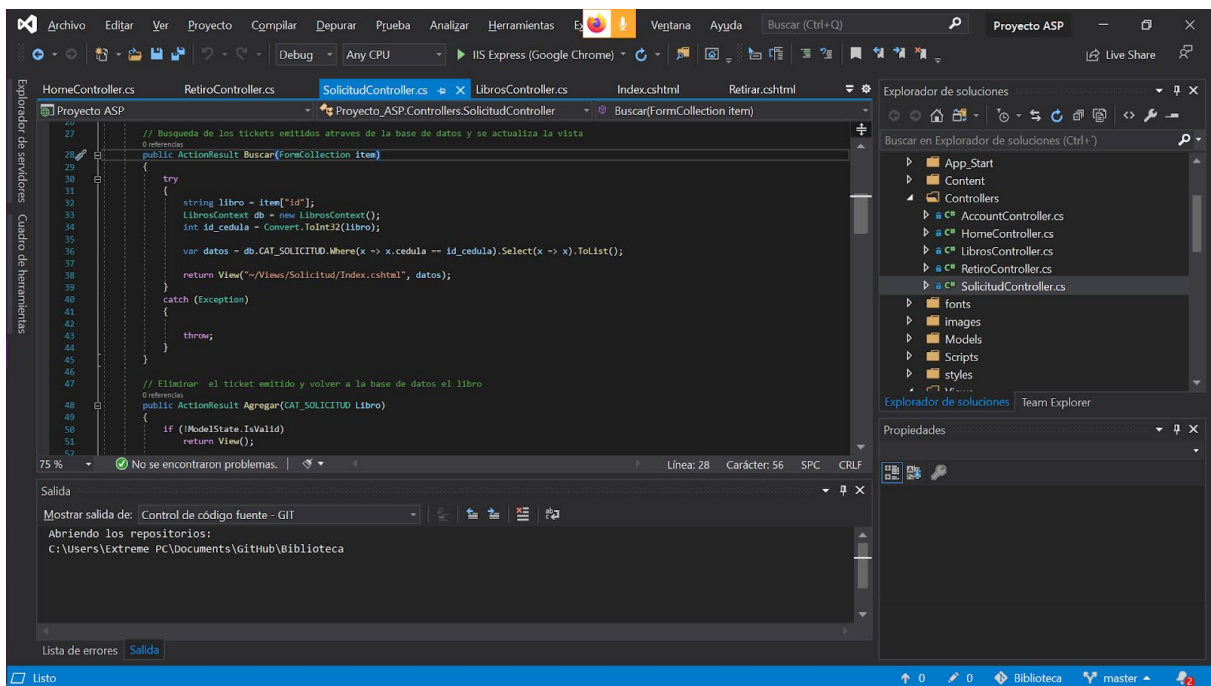 Archivo Editar Ver Proyecto Compilar Depurar Prueba Analizar Herramientas Ventana Ayuda Buscar (Ctrl+Q) Proyecto ASP
Debug Any CPU IIS Express (Google Chrome) Live Share
Explorador de servidores
Cuadro de herramientas
HomeController.cs RetiroController.cs SolicitudController.cs LibrosController.cs Index.cshtml Retirar.cshtml
Proyecto ASP Proyecto_ASP.Controllers.SolicitudController Buscar(FormCollection item)
27 // Busqueda de los tickets emitidos atraves de la base de datos y se actualiza la vista
0 referencias
28 public ActionResult Buscar(FormCollection item)
29 {
30 try
31 {
32 string libro = item["id"];
33 LibrosContext db = new LibrosContext();
34 int id_cedula = Convert.ToInt32(libro);
35
36 var datos = db.CAT_SOLICITUD.Where(x => x.cedula == id_cedula).Select(x => x).ToList();
37
38 return View("~/Views/Solicitud/Index.cshtml", datos);
39 }
40 catch (Exception)
41 {
42
43 throw;
44 }
45 }
46
47 // Eliminar  el ticket emitido y volver a la base de datos el libro
0 referencias
48 public ActionResult Agregar(CAT_SOLICITUD Libro)
49 {
50 if (!ModelState.IsValid)
51 return View();
52
75 % No se encontraron problemas. Línea: 28 Carácter: 56 SPC CRLF
Salida
Mostrar salida de: Control de código fuente - GIT
Abriendo los repositorios:
C:\Users\Extreme PC\Documents\GitHub\Biblioteca
Lista de errores Salida
Explorador de soluciones
Buscar en Explorador de soluciones (Ctrl+´)
App_Start
Content
Controllers
C# AccountController.cs
C# HomeController.cs
C# LibrosController.cs
C# RetiroController.cs
C# SolicitudController.cs
fonts
images
Models
Scripts
styles
Views
Explorador de soluciones Team Explorer
Propiedades
Listo 0 0 Biblioteca master 2